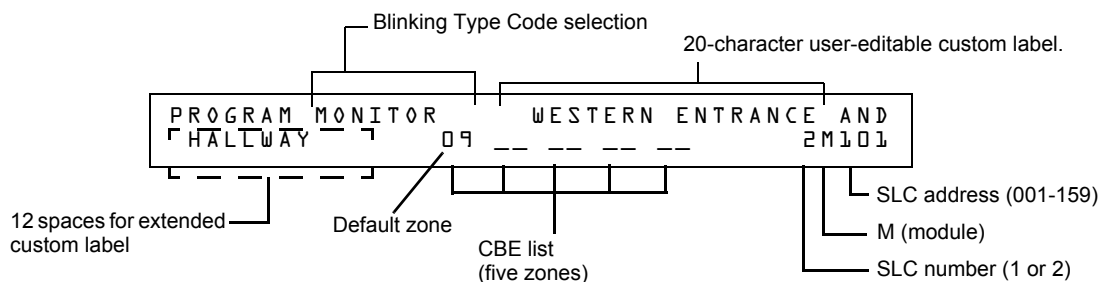 Blinking Type Code selection
20-character user-editable custom label.
PROGRAM MONITOR WESTERN ENTRANCE AND
HALLWAY 09 __ __ __ __ 2M101
SLC address (001-159)
12 spaces for extended
custom label
Default zone
CBE list
(five zones)
M (module)
SLC number (1 or 2)